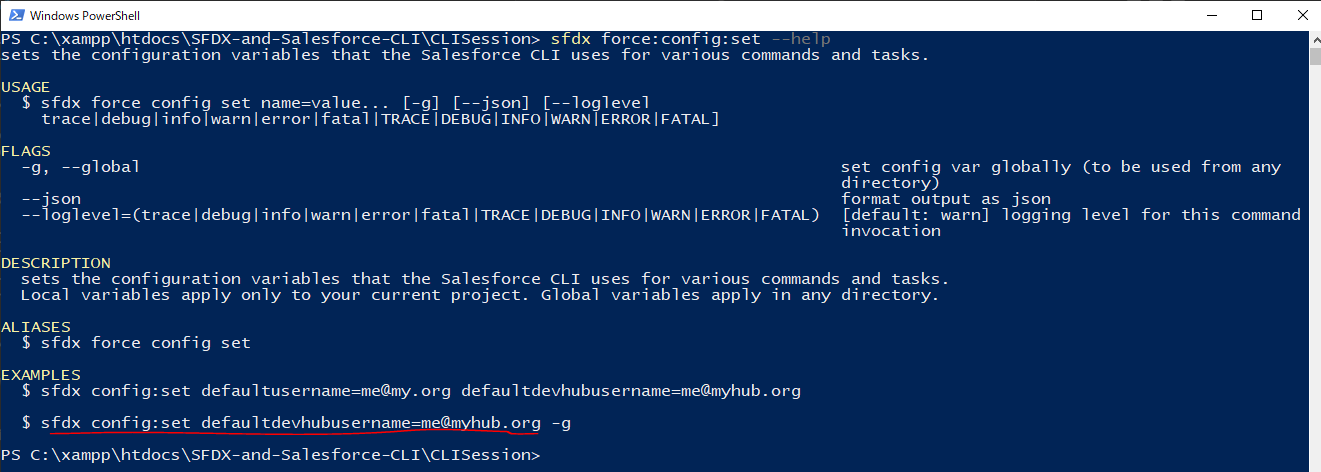 Windows PowerShell
PS C:\xampp\htdocs\SFDX-and-Salesforce-CLI\CLISession> sfdx force:config:set --help
sets the configuration variables that the Salesforce CLI uses for various commands and tasks.
USAGE
$ sfdx force config set name=value... [-g] [--json] [--loglevel
trace|debug|info|warn|error|fatal|TRACE|DEBUG|INFO|WARN|ERROR|FATAL]
FLAGS
-g, --global set config var globally (to be used from any
directory)
--json format output as json
--loglevel=(trace|debug|info|warn|error|fatal|TRACE|DEBUG|INFO|WARN|ERROR|FATAL) [default: warn] logging level for this command
invocation
DESCRIPTION
sets the configuration variables that the Salesforce CLI uses for various commands and tasks.
Local variables apply only to your current project. Global variables apply in any directory.
ALIASES
$ sfdx force config set
EXAMPLES
$ sfdx config:set defaultusername=me@my.org defaultdevhubusername=me@myhub.org
$ sfdx config:set defaultdevhubusername=me@myhub.org -g
PS C:\xampp\htdocs\SFDX-and-Salesforce-CLI\CLISession>